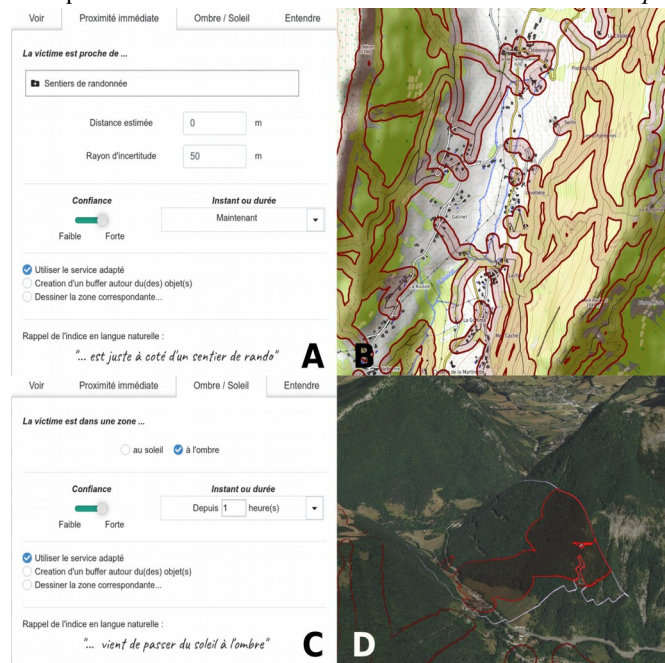 Voir Proximité immédiate Ombre / Soleil Entendre
La victime est proche de ...
Sentiers de randonnée
Distance estimée 0 m
Rayon d'incertitude 50 m
Confiance Instant ou durée
Faible Forte Maintenant
Utiliser le service adapté
Creation d'un buffer autour du(des) objet(s)
Dessiner la zone correspondante...
Rappel de l'indice en langue naturelle :
"... est juste à coté d'un sentier de rando"
A
B
Voir Proximité immédiate Ombre / Soleil Entendre
La victime est dans une zone ...
au soleil à l'ombre
Confiance Instant ou durée
Faible Forte Depuis 1 heure(s)
Utiliser le service adapté
Creation d'un buffer autour du(des) objet(s)
Dessiner la zone correspondante...
Rappel de l'indice en langue naturelle :
"... vient de passer du soleil à l'ombre"
C
D